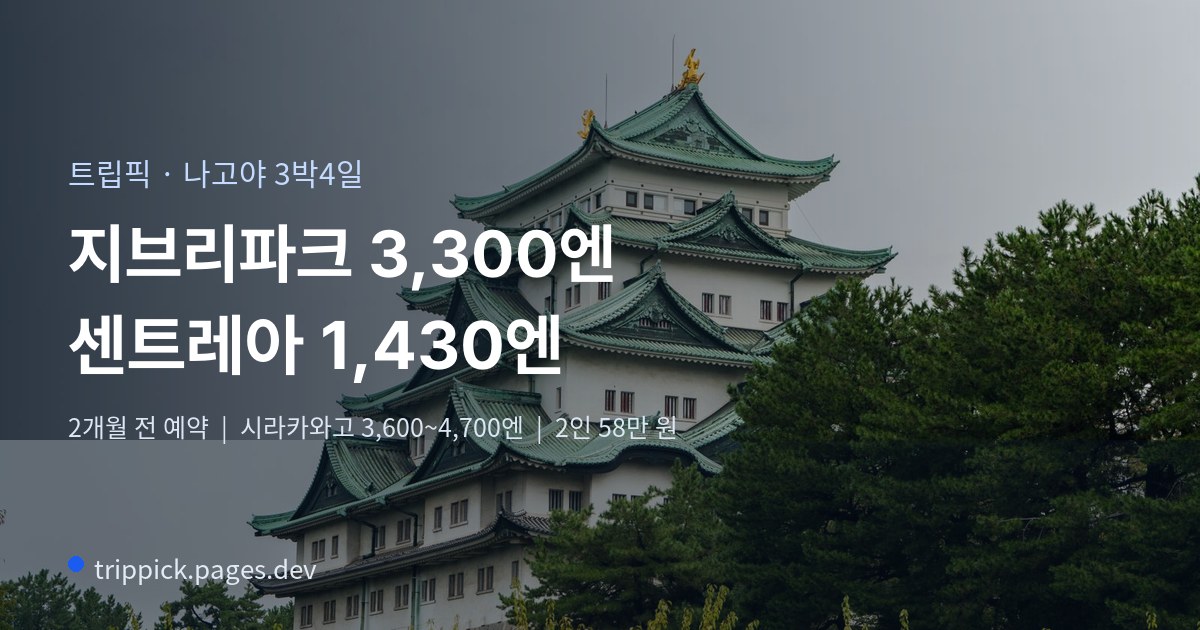 트립픽 · 나고야 3박4일
지브리파크 3,300엔
센트레아 1,430엔
2개월 전 예약 | 시라카와고 3,600~4,700엔 | 2인 58만 원
trippick.pages.dev